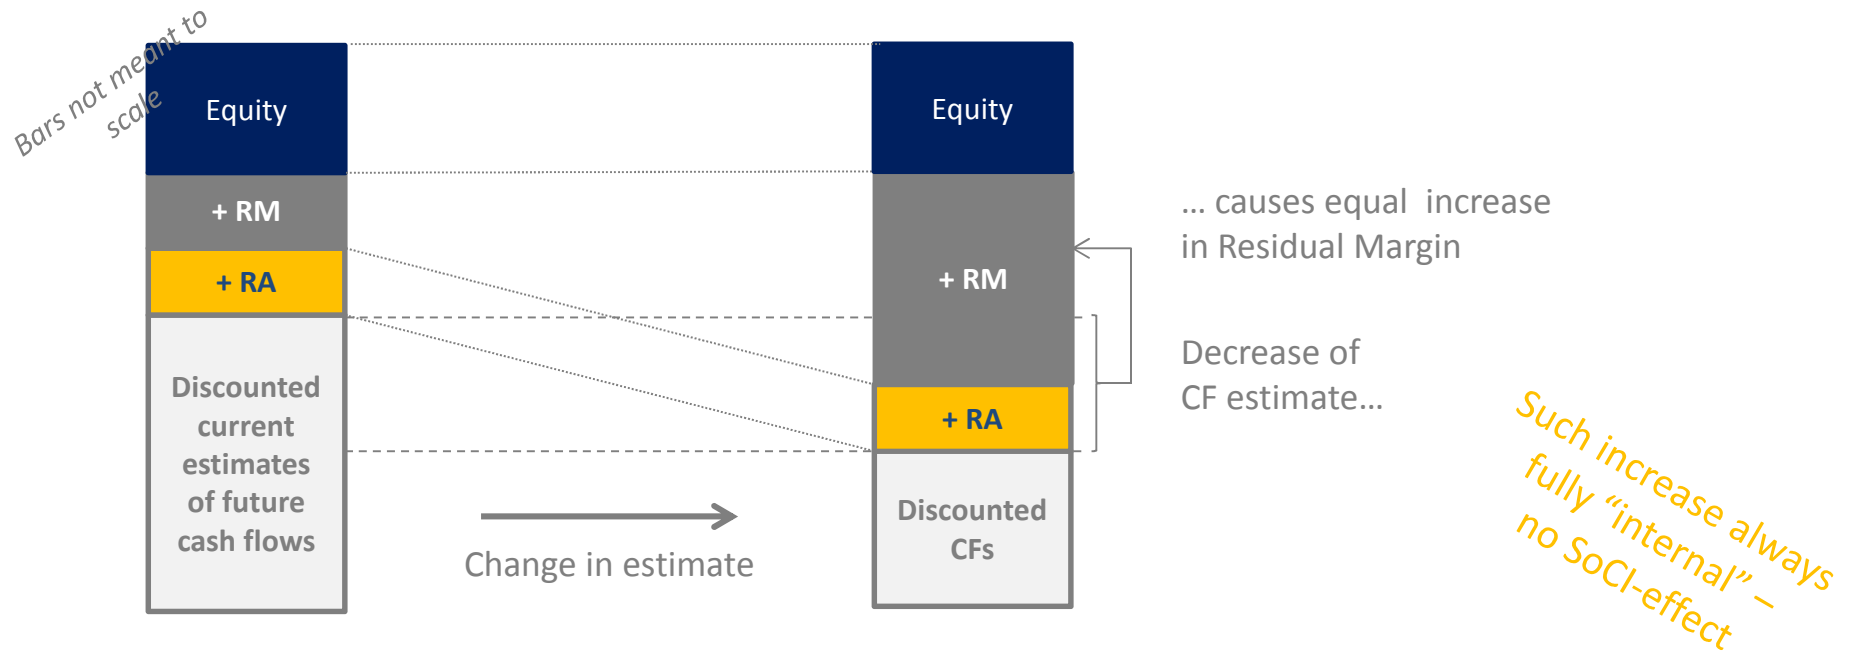 Bars not meant to
scale
Equity
+ RM
+ RA
Discounted
current
estimates
of future
cash flows
Change in estimate
Equity
+ RM
+ RA
Discounted
CFs
... causes equal  increase
in Residual Margin
Decrease of
CF estimate...
Such increase always
fully “internal” –
no SoCI-effect